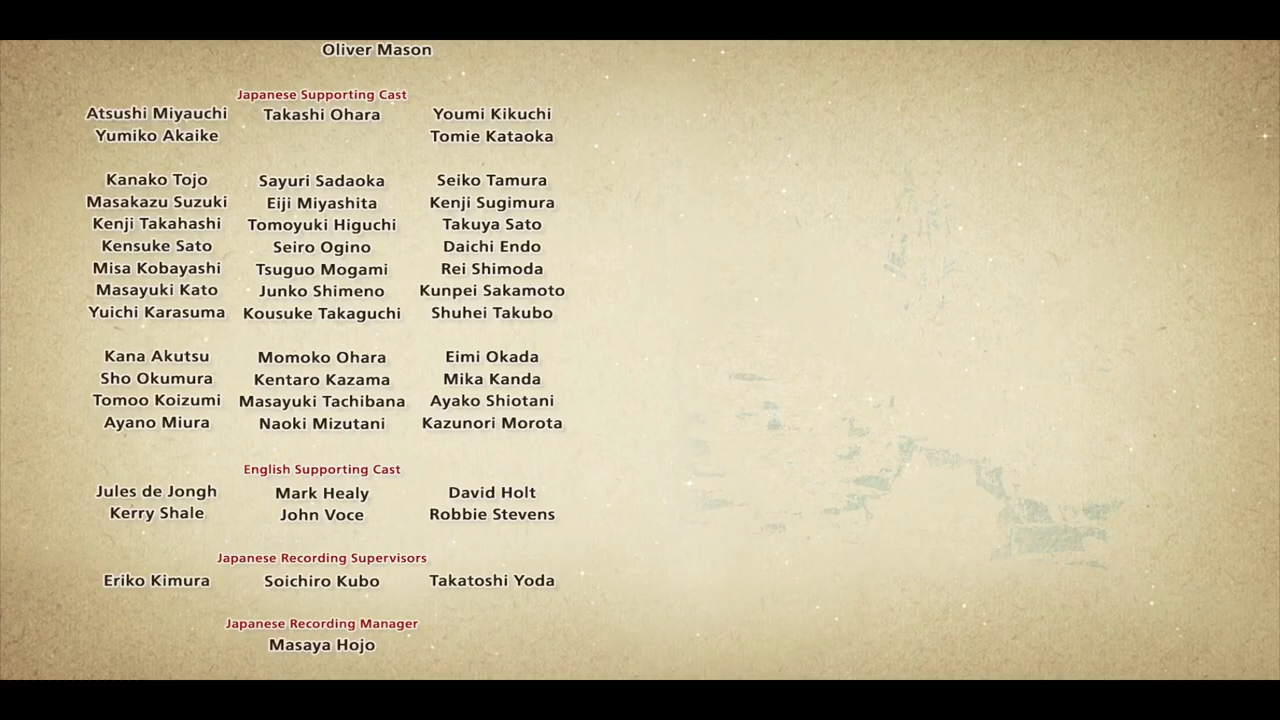 Oliver Mason
Japanese Supporting Cast
Atsushi Miyauchi Takashi Ohara Youmi Kikuchi
Yumiko Akaike Tomie Kataoka
Kanako Tojo Sayuri Sadaoka Seiko Tamura
Masakazu Suzuki Eiji Miyashita Kenji Sugimura
Kenji Takahashi Tomoyuki Higuchi Takuya Sato
Kensuke Sato Seiro Ogino Daichi Endo
Misa Kobayashi Tsuguo Mogami Rei Shimoda
Masayuki Kato Junko Shimeno Kunpei Sakamoto
Yuichi Karasuma Kousuke Takaguchi Shuhei Takubo
Kana Akutsu Momoko Ohara Eimi Okada
Sho Okumura Kentaro Kazama Mika Kanda
Tomoo Koizumi Masayuki Tachibana Ayako Shiotani
Ayano Miura Naoki Mizutani Kazunori Morota
English Supporting Cast
Jules de Jongh Mark Healy David Holt
Kerry Shale John Voce Robbie Stevens
Japanese Recording Supervisors
Eriko Kimura Soichiro Kubo Takatoshi Yoda
Japanese Recording Manager
Masaya Hojo